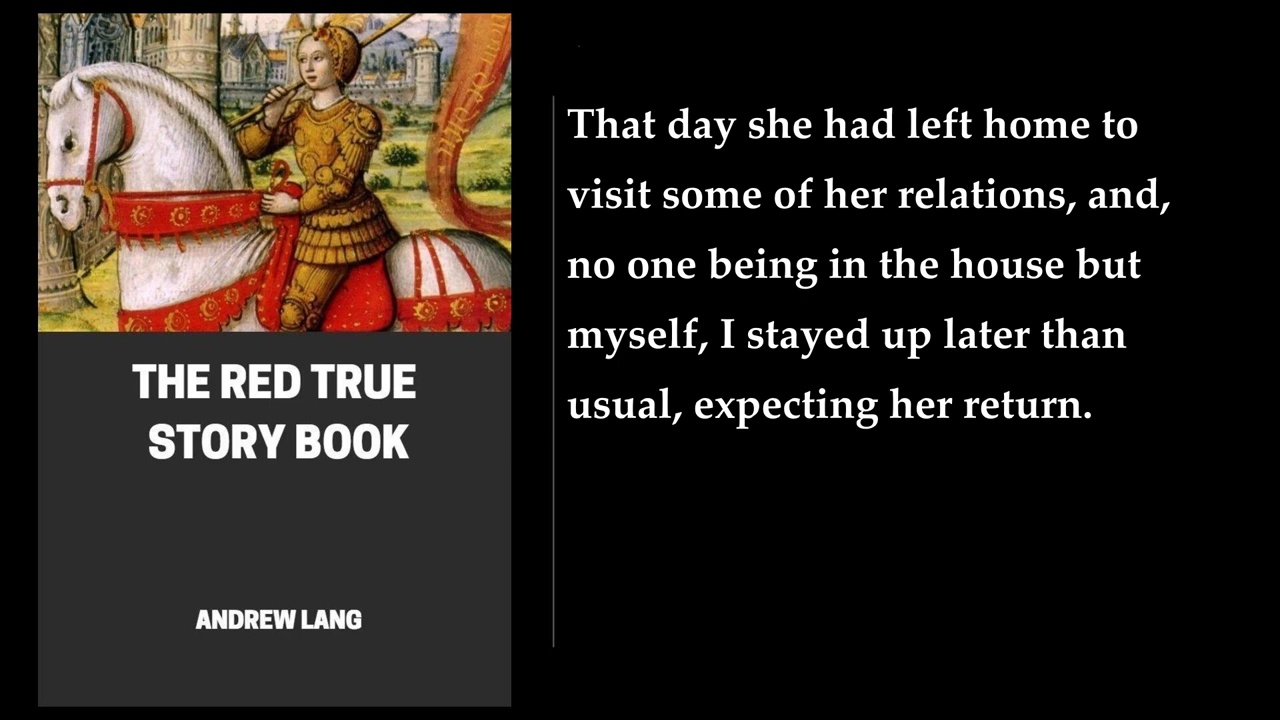 THE RED TRUE
STORY BOOK
ANDREW LANG
That day she had left home to
visit some of her relations, and,
no one being in the house but
myself, I stayed up later than
usual, expecting her return.